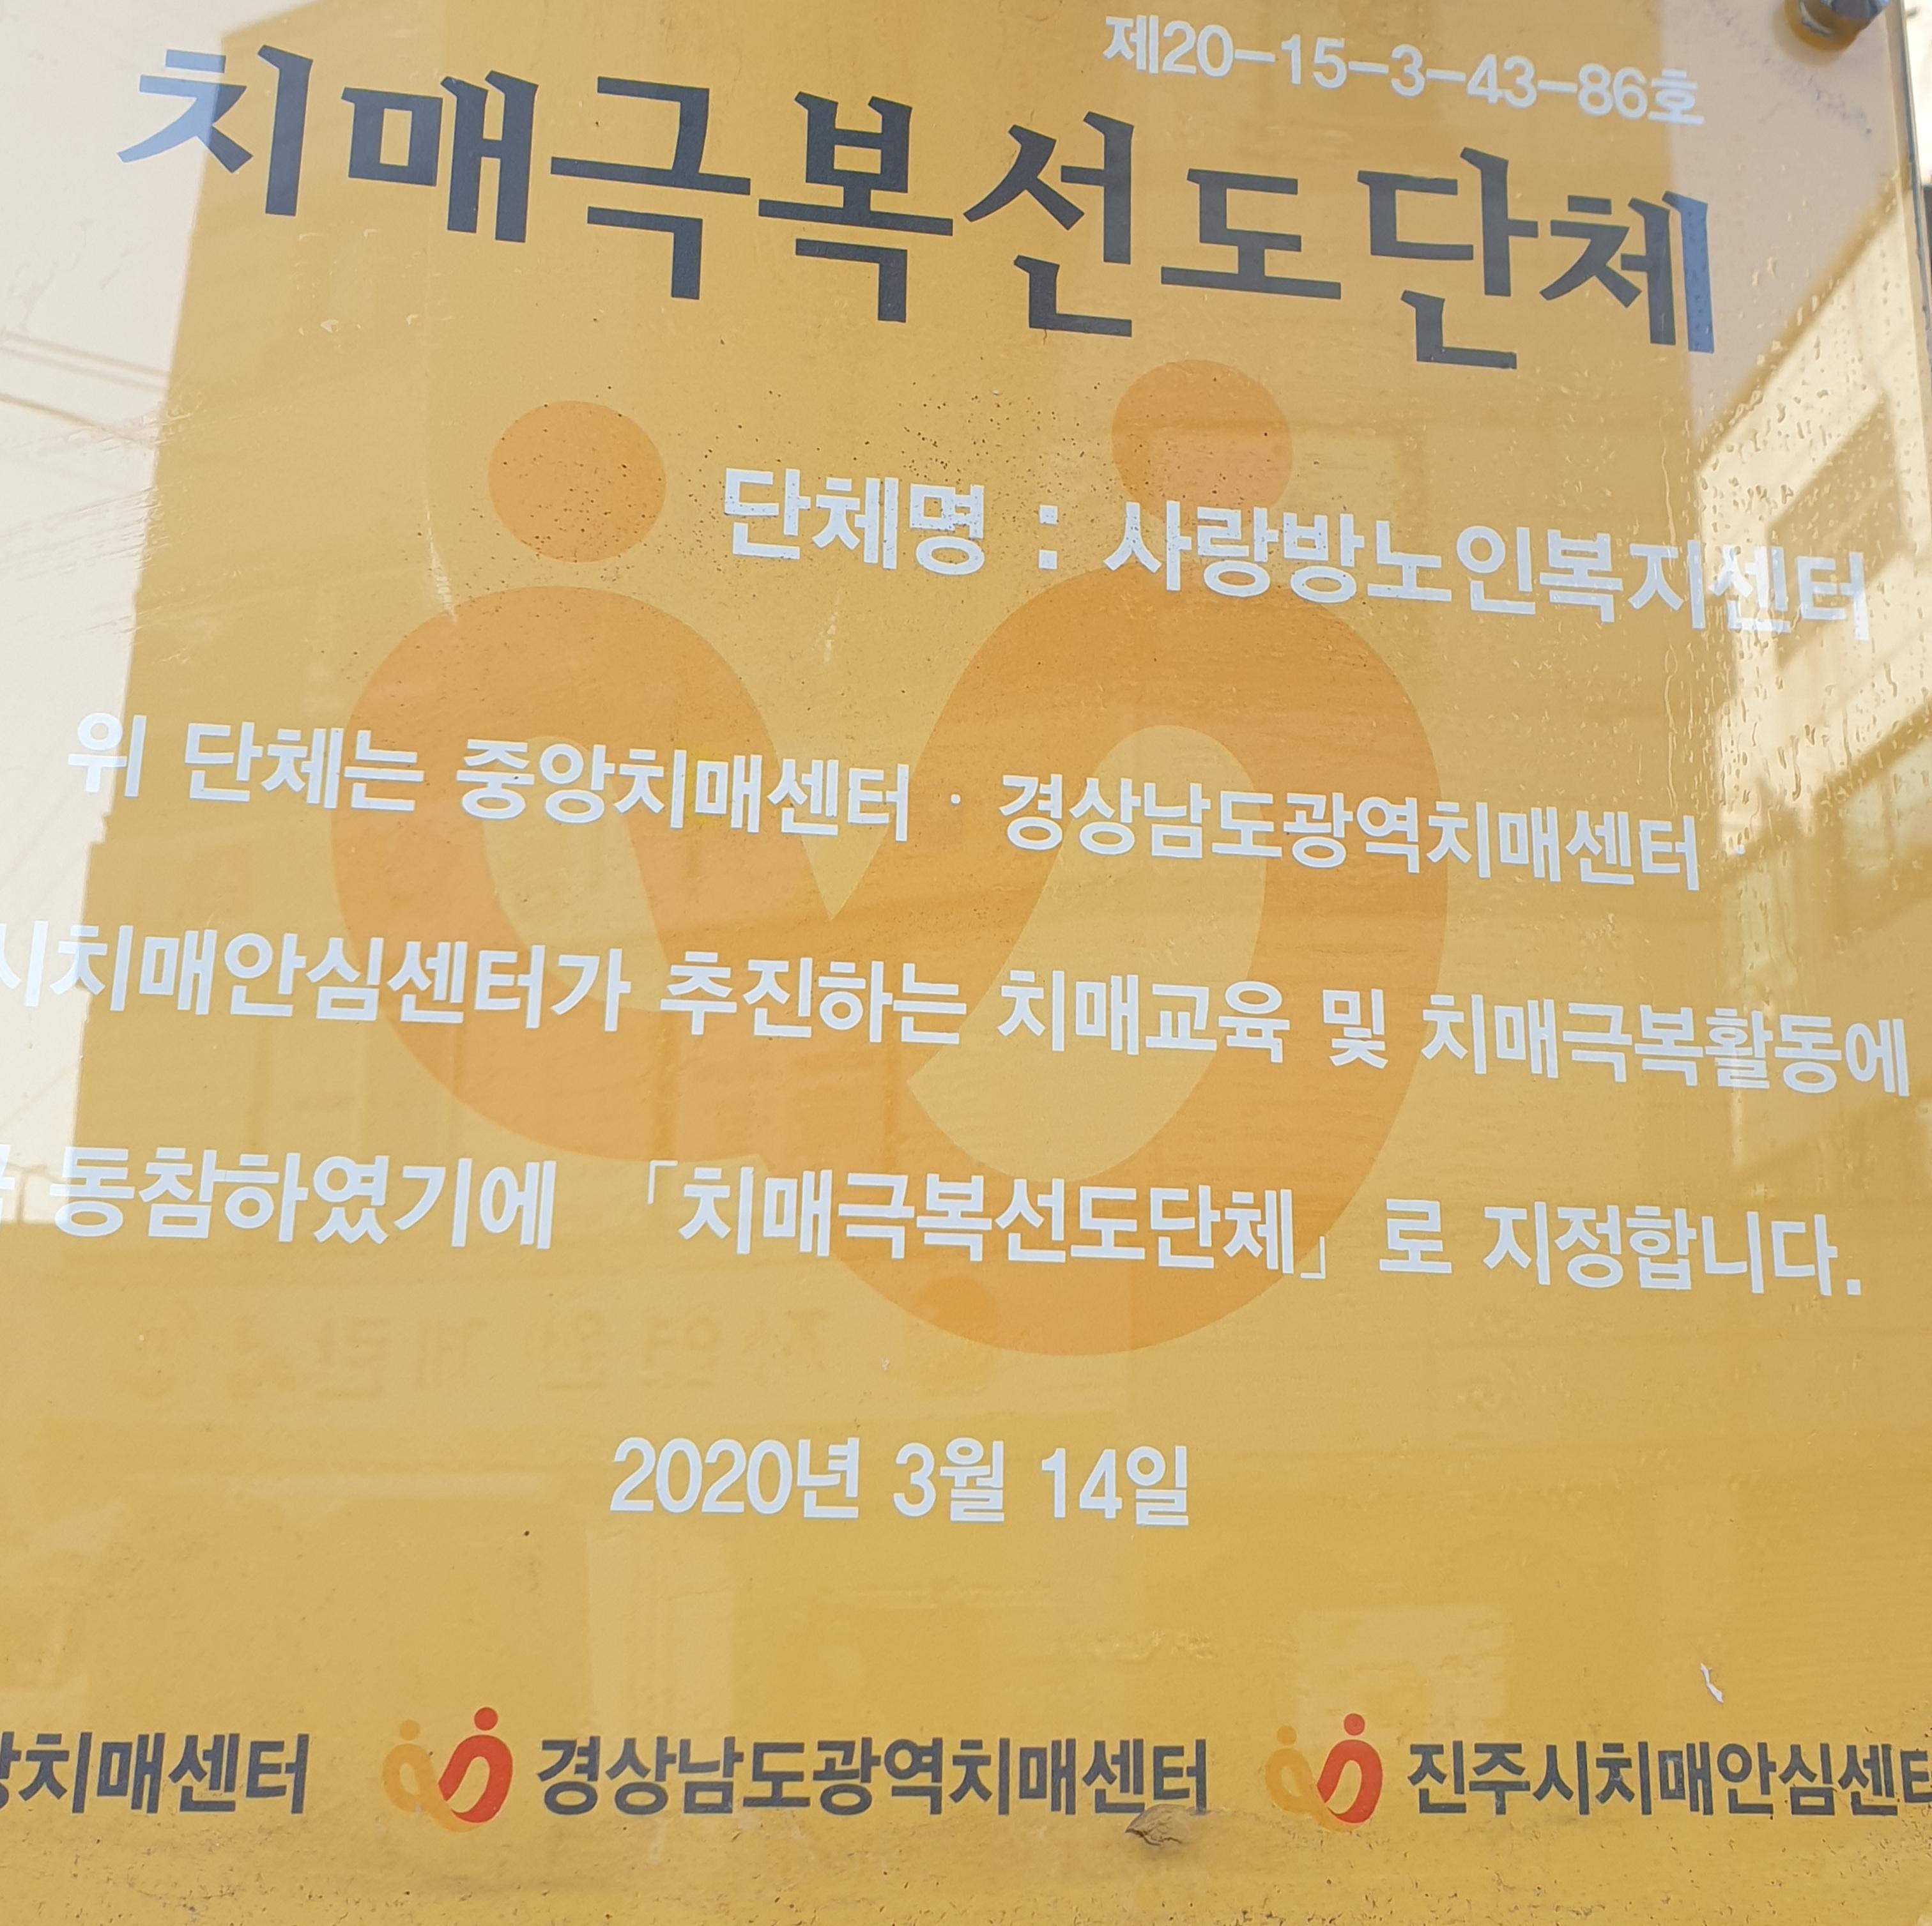 제20-15-3-43-86호
치매극복선도단체
단체명 : 사랑방노인복지센터
위 단체는 중앙치매센터 · 경상남도광역치매센터 ·
시치매안심센터가 추진하는 치매교육 및 치매극복활동에
동참하였기에 「치매극복선도단체」로 지정합니다.
2020년 3월 14일
앙치매센터 경상남도광역치매센터 진주시치매안심센터